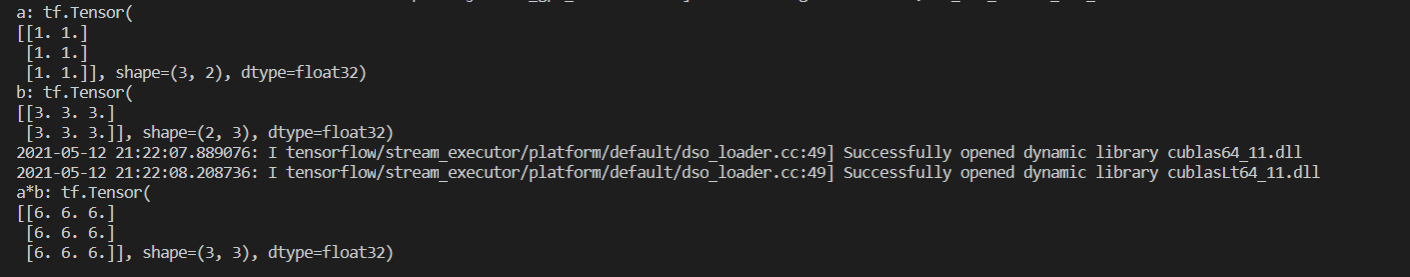 a: tf.Tensor(
[[1. 1.]
 [1. 1.]
 [1. 1.]], shape=(3, 2), dtype=float32)
b: tf.Tensor(
[[3. 3. 3.]
 [3. 3. 3.]], shape=(2, 3), dtype=float32)
2021-05-12 21:22:07.889076: I tensorflow/stream_executor/platform/default/dso_loader.cc:49] Successfully opened dynamic library cublas64_11.dll
2021-05-12 21:22:08.208736: I tensorflow/stream_executor/platform/default/dso_loader.cc:49] Successfully opened dynamic library cublasLt64_11.dll
a*b: tf.Tensor(
[[6. 6. 6.]
 [6. 6. 6.]
 [6. 6. 6.]], shape=(3, 3), dtype=float32)